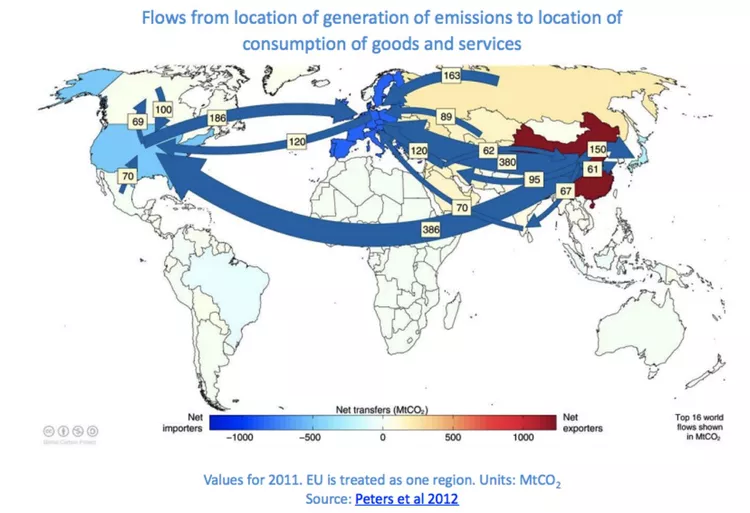 Flows from location of generation of emissions to location of
consumption of goods and services
163
100
69
186
89
120
120
62
380
150
61
70
95
67
70
386
Net transfers (MtCO₂)
Net
importers
Net
exporters
−1000
−500
0
500
1000
Top 16 world
flows shown
in MtCO₂
Global Carbon Project
Values for 2011. EU is treated as one region. Units: MtCO₂
Source: Peters et al 2012